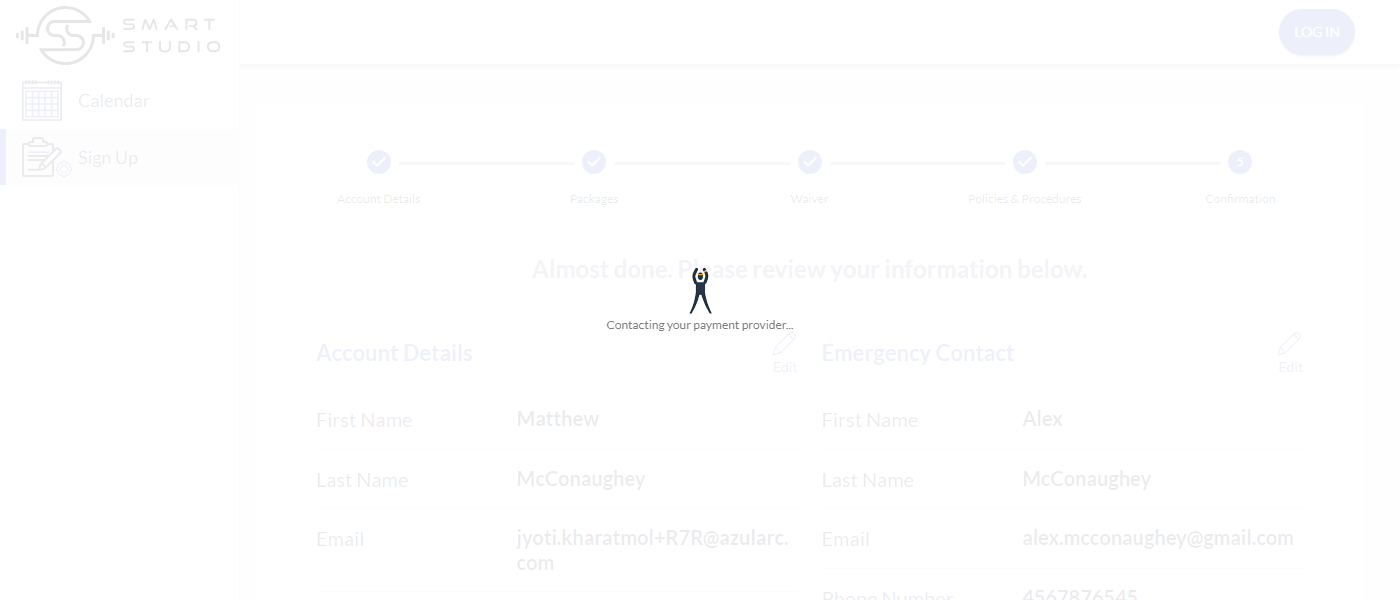 SMART
STUDIO
LOG IN
Calendar
Sign Up
5
Account Details
Packages
Waiver
Policies & Procedures
Confirmation
Almost done. Please review your information below.
Contacting your payment provider...
Account Details
Edit
Emergency Contact
Edit
First Name
Matthew
First Name
Alex
Last Name
McConaughey
Last Name
McConaughey
Email
jyoti.kharatmol+R7R@azularc.
com
Email
alex.mcconaughey@gmail.com
Phone Number
4567876545